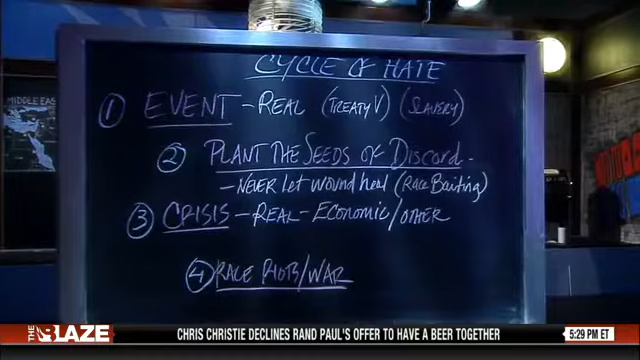 CYCLE OF HATE
① EVENT - REAL (TREATY V) (SLAVERY)
② PLANT THE SEEDS OF DISCORD -
- NEVER LET WOUND HEAL (RACE BAITING)
③ CRISIS - REAL - ECONOMIC/OTHER
④ RACE RIOTS/WAR
MIDDLE EAST
THE BLAZE
CHRIS CHRISTIE DECLINES RAND PAUL'S OFFER TO HAVE A BEER TOGETHER
5:29 PM ET